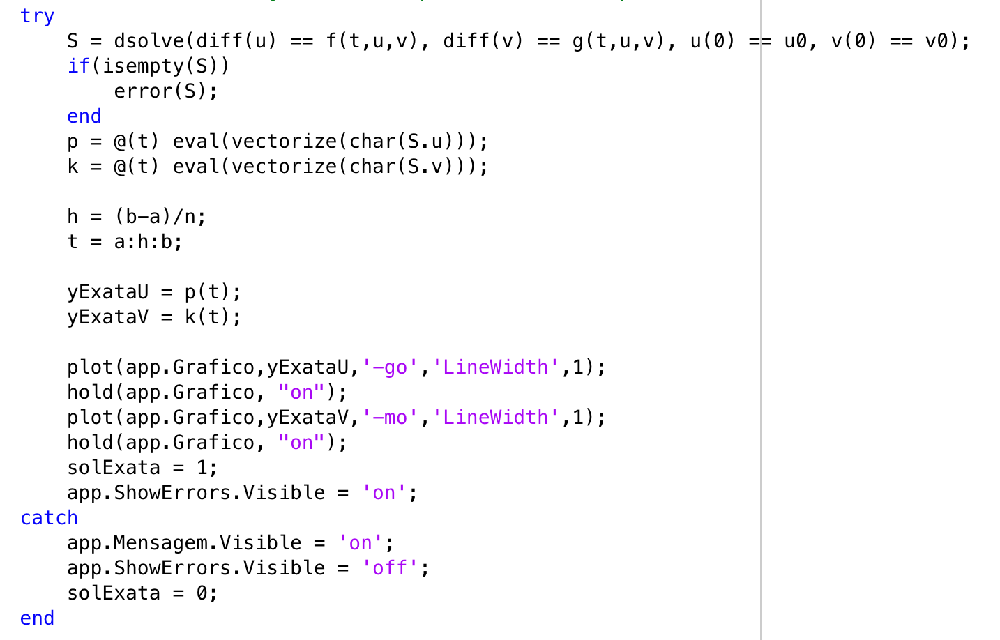 try
    S = dsolve(diff(u) == f(t,u,v), diff(v) == g(t,u,v), u(0) == u0, v(0) == v0);
    if(isempty(S))
        error(S);
    end
    p = @(t) eval(vectorize(char(S.u)));
    k = @(t) eval(vectorize(char(S.v)));

    h = (b-a)/n;
    t = a:h:b;

    yExataU = p(t);
    yExataV = k(t);

    plot(app.Grafico,yExataU,'-go','LineWidth',1);
    hold(app.Grafico, "on");
    plot(app.Grafico,yExataV,'-mo','LineWidth',1);
    hold(app.Grafico, "on");
    solExata = 1;
    app.ShowErrors.Visible = 'on';
catch
    app.Mensagem.Visible = 'on';
    app.ShowErrors.Visible = 'off';
    solExata = 0;
end